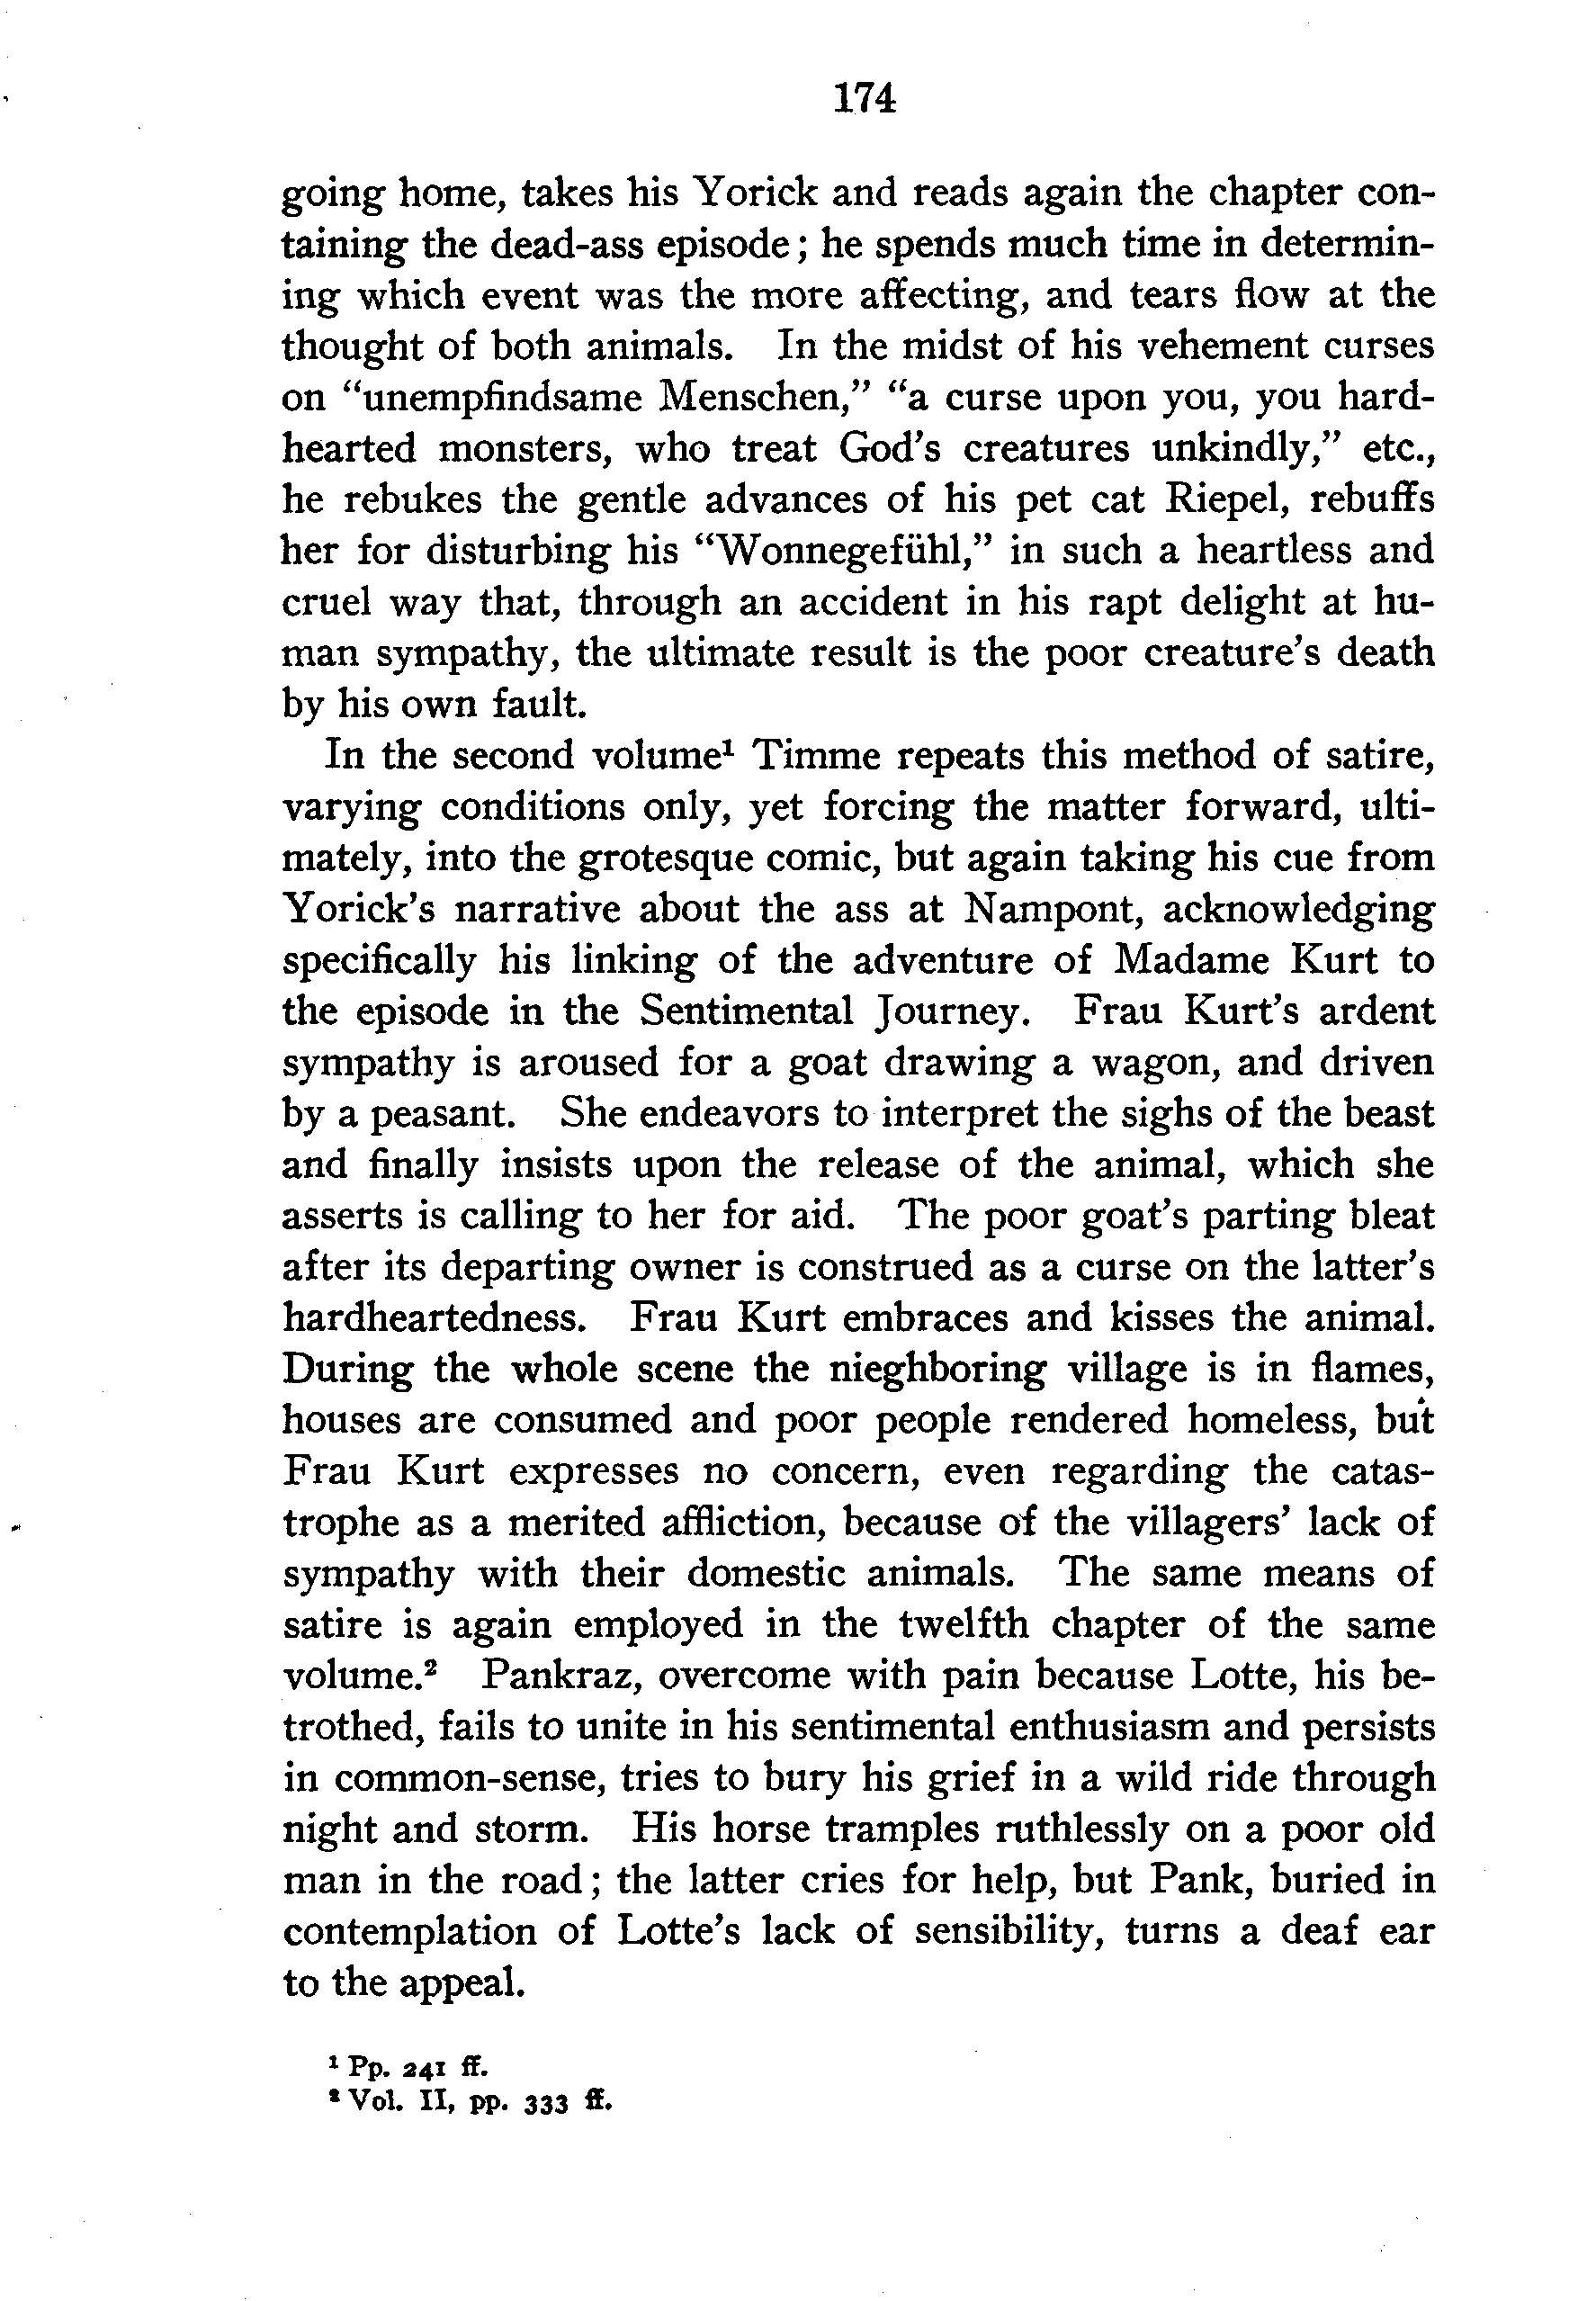 174
going home, takes his Yorick and reads again the chapter con-
taining the dead-ass episode; he spends much time in determin-
ing which event was the more affecting, and tears flow at the
thought of both animals. In the midst of his vehement curses
on “unempfindsame Menschen,” “a curse upon you, you hard-
hearted monsters, who treat God’s creatures unkindly,” etc.,
he rebukes the gentle advances of his pet cat Riepel, rebuffs
her for disturbing his “Wonnegefühl,” in such a heartless and
cruel way that, through an accident in his rapt delight at hu-
man sympathy, the ultimate result is the poor creature’s death
by his own fault.
In the second volume¹ Timme repeats this method of satire,
varying conditions only, yet forcing the matter forward, ulti-
mately, into the grotesque comic, but again taking his cue from
Yorick’s narrative about the ass at Nampont, acknowledging
specifically his linking of the adventure of Madame Kurt to
the episode in the Sentimental Journey. Frau Kurt’s ardent
sympathy is aroused for a goat drawing a wagon, and driven
by a peasant. She endeavors to interpret the sighs of the beast
and finally insists upon the release of the animal, which she
asserts is calling to her for aid. The poor goat’s parting bleat
after its departing owner is construed as a curse on the latter’s
hardheartedness. Frau Kurt embraces and kisses the animal.
During the whole scene the nieghboring village is in flames,
houses are consumed and poor people rendered homeless, but
Frau Kurt expresses no concern, even regarding the catas-
trophe as a merited affliction, because of the villagers’ lack of
sympathy with their domestic animals. The same means of
satire is again employed in the twelfth chapter of the same
volume.² Pankraz, overcome with pain because Lotte, his be-
trothed, fails to unite in his sentimental enthusiasm and persists
in common-sense, tries to bury his grief in a wild ride through
night and storm. His horse tramples ruthlessly on a poor old
man in the road; the latter cries for help, but Pank, buried in
contemplation of Lotte’s lack of sensibility, turns a deaf ear
to the appeal.
¹ Pp. 241 ff.
² Vol. II, pp. 333 ff.